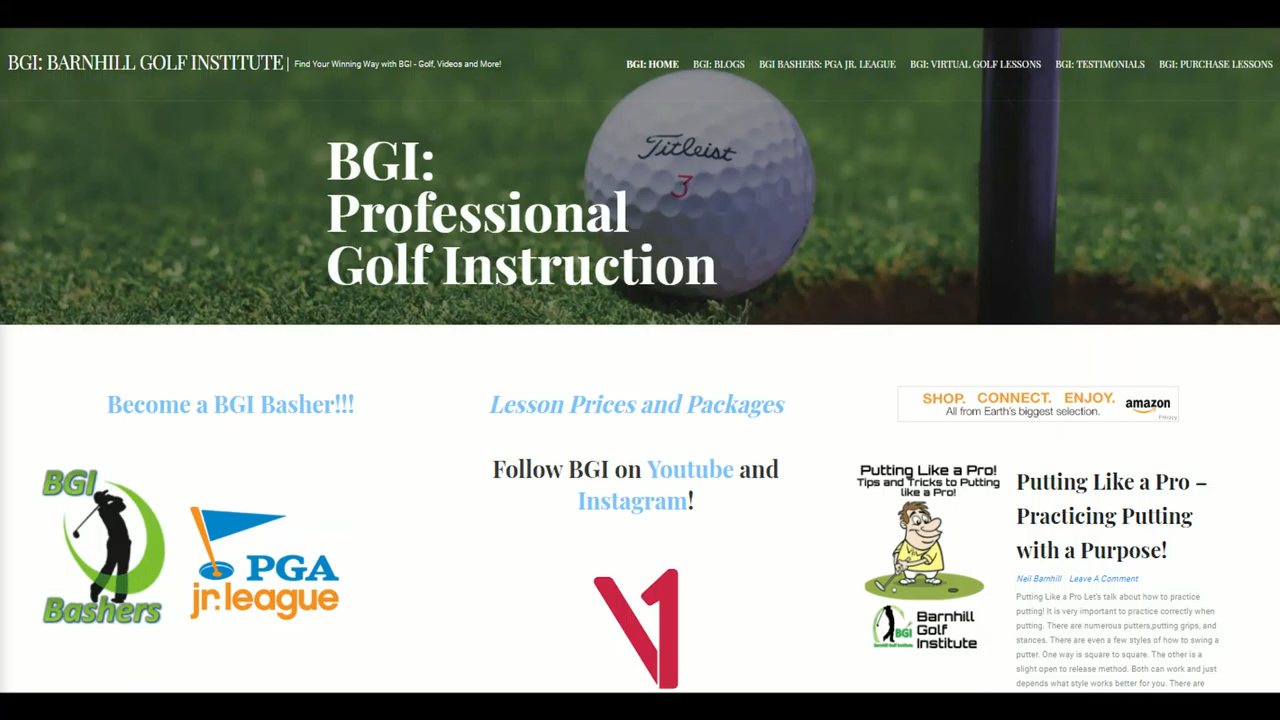 BGI: BARNHILL GOLF INSTITUTE | Find Your Winning Way with BGI - Golf, Videos and More!
BGI: HOME BGI: BLOGS BGI BASHERS: PGA JR. LEAGUE BGI: VIRTUAL GOLF LESSONS BGI: TESTIMONIALS BGI: PURCHASE LESSONS
Titleist
3
BGI:
Professional
Golf Instruction
Become a BGI Basher!!!
BGI
Bashers
PGA
jr.league
Lesson Prices and Packages
Follow BGI on Youtube and
Instagram!
V1
SHOP. CONNECT. ENJOY.
All from Earth's biggest selection.
amazon
Privacy
Putting Like a Pro!
Tips and Tricks to Putting
like a Pro!
BGI
Barnhill Golf Institute
Barnhill
Golf
Institute
Putting Like a Pro –
Practicing Putting
with a Purpose!
Neil Barnhill Leave A Comment
Putting Like a Pro Let's talk about how to practice
putting! It is very important to practice correctly when
putting. There are numerous putters,putting grips, and
stances. There are even a few styles of how to swing a
putter. One way is square to square. The other is a
slight open to release method. Both can work and just
depends what style works better for you. There are